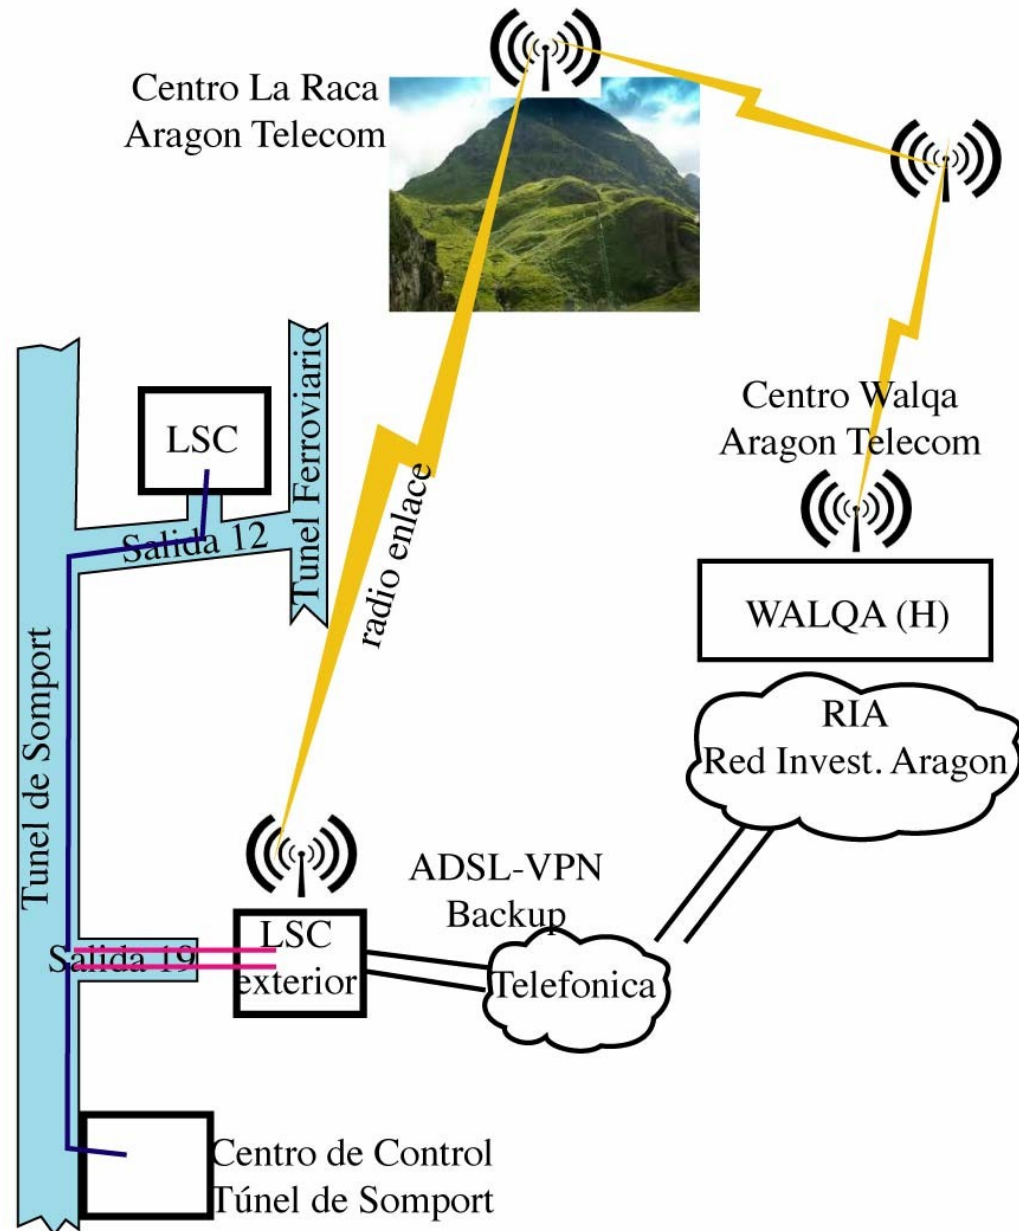 Centro La Raca
Aragon Telecom
LSC
Salida 12
Tunel Ferroviario
radio enlace
Centro Walqa
Aragon Telecom
WALQA (H)
RIA
Red Invest. Aragon
Tunel de Somport
ADSL-VPN
Backup
Salida 19
LSC
exterior
Telefonica
Centro de Control
Túnel de Somport